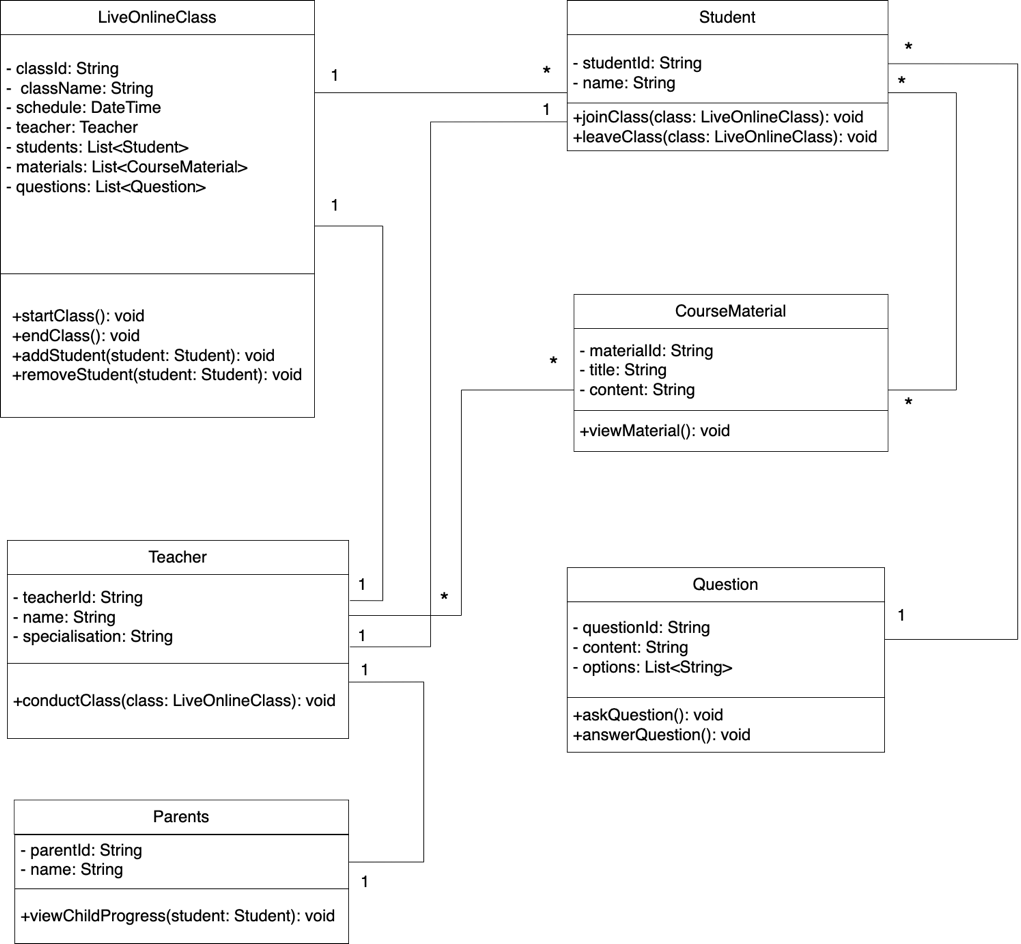 LiveOnlineClass
- classId: String
-  className: String
- schedule: DateTime
- teacher: Teacher
- students: List<Student>
- materials: List<CourseMaterial>
- questions: List<Question>
+startClass(): void
+endClass(): void
+addStudent(student: Student): void
+removeStudent(student: Student): void
1
*
1
1
Student
- studentId: String
- name: String
+joinClass(class: LiveOnlineClass): void
+leaveClass(class: LiveOnlineClass): void
*
*
CourseMaterial
- materialId: String
- title: String
- content: String
+viewMaterial(): void
*
*
Teacher
- teacherId: String
- name: String
- specialisation: String
+conductClass(class: LiveOnlineClass): void
1
*
1
1
Question
- questionId: String
- content: String
- options: List<String>
+askQuestion(): void
+answerQuestion(): void
1
Parents
- parentId: String
- name: String
+viewChildProgress(student: Student): void
1